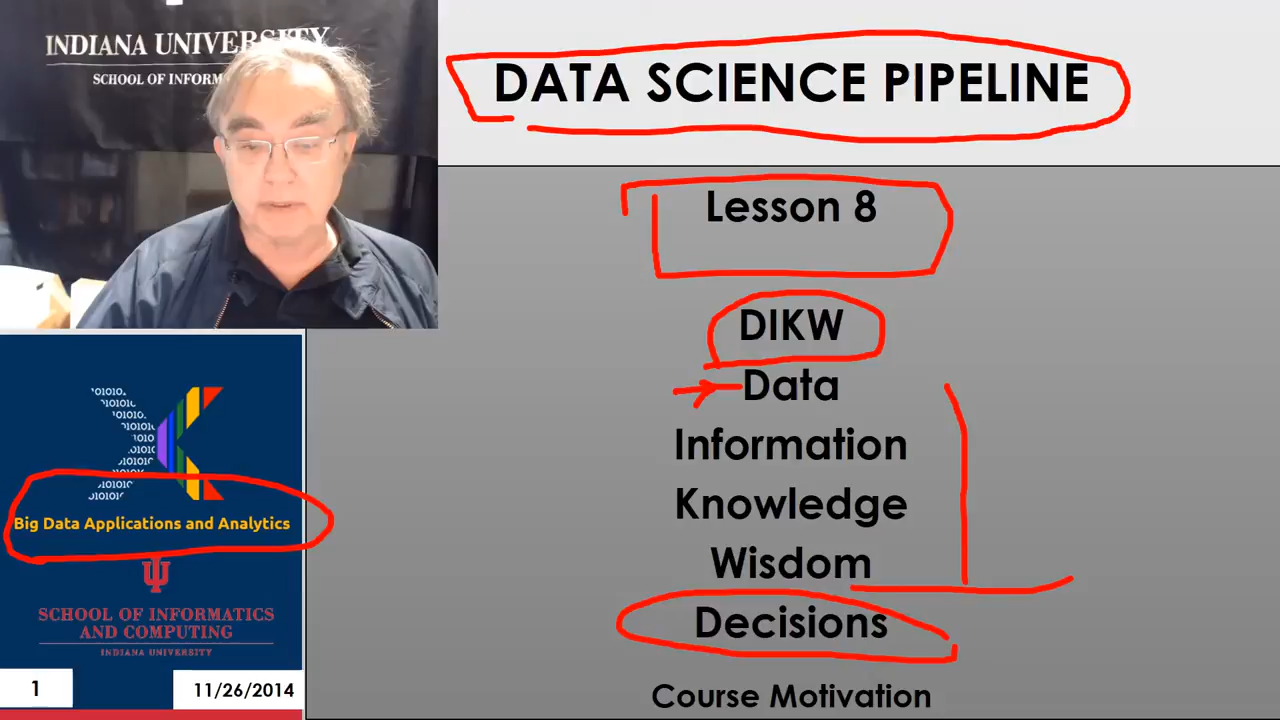 INDIANA UNIVERSITY
SCHOOL OF INFORM
DATA SCIENCE PIPELINE
Lesson 8
DIKW
Data
Information
Knowledge
Wisdom
Decisions
Course Motivation
Big Data Applications and Analytics
SCHOOL OF INFORMATICS
AND COMPUTING
INDIANA UNIVERSITY
1
11/26/2014